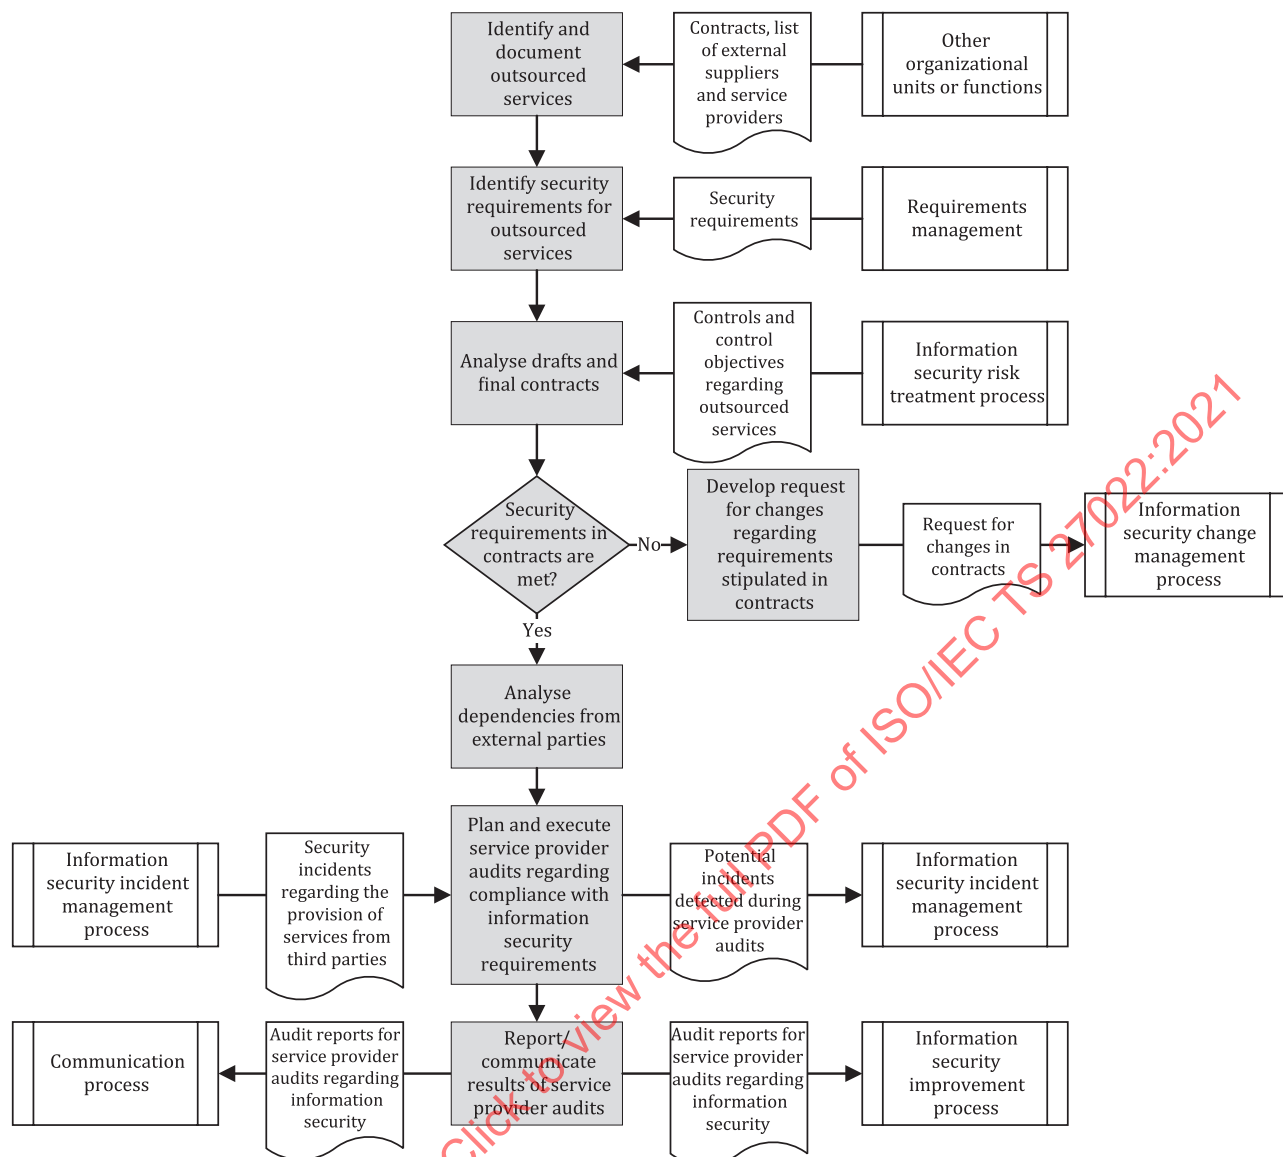 Identify and
document
outsourced
services
Contracts, list
of external
suppliers
and service
providers
Other
organizational
units or functions
Identify security
requirements for
outsourced
services
Security
requirements
Requirements
management
Analyse drafts and
final contracts
Controls and
control
objectives
regarding
outsourced
services
Information
security risk
treatment process
Security
requirements in
contracts are
met?
No
Develop request
for changes
regarding
requirements
stipulated in
contracts
Request for
changes in
contracts
Information
security change
management
process
Yes
Analyse
dependencies from
external parties
Information
security incident
management
process
Security
incidents
regarding the
provision of
services from
third parties
Plan and execute
service provider
audits regarding
compliance with
information
security
requirements
Potential
incidents
detected during
service provider
audits
Information
security incident
management
process
Communication
process
Audit reports for
service provider
audits regarding
information
security
Report/
communicate
results of service
provider audits
Audit reports for
service provider
audits regarding
information
security
Information
security
improvement
process
Click to view the full PDF of ISO/IEC TS 27022:2021